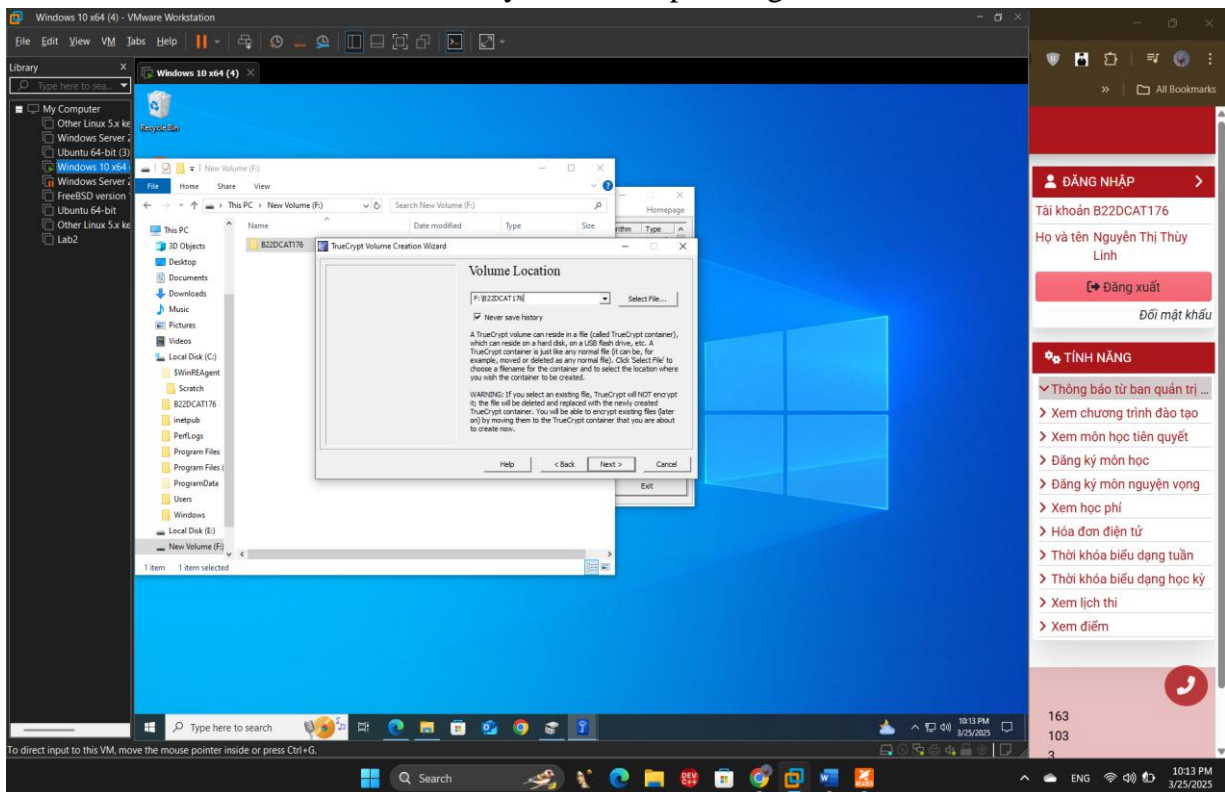 Windows 10 x64 (4) - VMware Workstation
File Edit View VM Tabs Help
Library X
Type here to sea...
Windows 10 x64 (4)
My Computer
Other Linux 5.x ke
Windows Server 2
Ubuntu 64-bit (3)
Windows 10 x64
Windows Server 2
FreeBSD version
Ubuntu 64-bit
Other Linux 5.x ke
Lab2
Recycle Bin
New Volume (F:)
File Home Share View
This PC > New Volume (F:)
Search New Volume (F:)
Name Date modified Type Size
This PC
3D Objects
Desktop
Documents
Downloads
Music
Pictures
Videos
Local Disk (C:)
$WinREAgent
Scratch
B22DCAT176
inetpub
PerfLogs
Program Files
Program Files (
ProgramData
Users
Windows
Local Disk (E:)
New Volume (F:)
B22DCAT176
1 item 1 item selected
Homepage
rithm Type
Exit
TrueCrypt Volume Creation Wizard
Volume Location
F:\B22DCAT176
Select File...
Never save history
A TrueCrypt volume can reside in a file (called TrueCrypt container),
which can reside on a hard disk, on a USB flash drive, etc. A
TrueCrypt container is just like any normal file (it can be, for
example, moved or deleted as any normal file). Click 'Select File' to
choose a filename for the container and to select the location where
you wish the container to be created.
WARNING: If you select an existing file, TrueCrypt will NOT encrypt
it; the file will be deleted and replaced with the newly created
TrueCrypt container. You will be able to encrypt existing files (later
on) by moving them to the TrueCrypt container that you are about
to create now.
Help < Back Next > Cancel
Type here to search
10:13 PM
3/25/2025
To direct input to this VM, move the mouse pointer inside or press Ctrl+G.
All Bookmarks
ĐĂNG NHẬP
Tài khoản B22DCAT176
Họ và tên Nguyễn Thị Thùy
Linh
Đăng xuất
Đổi mật khẩu
TÍNH NĂNG
Thông báo từ ban quản trị ...
Xem chương trình đào tạo
Xem môn học tiên quyết
Đăng ký môn học
Đăng ký môn nguyện vọng
Xem học phí
Hóa đơn điện tử
Thời khóa biểu dạng tuần
Thời khóa biểu dạng học kỳ
Xem lịch thi
Xem điểm
163
103
3
Search
ENG
10:13 PM
3/25/2025